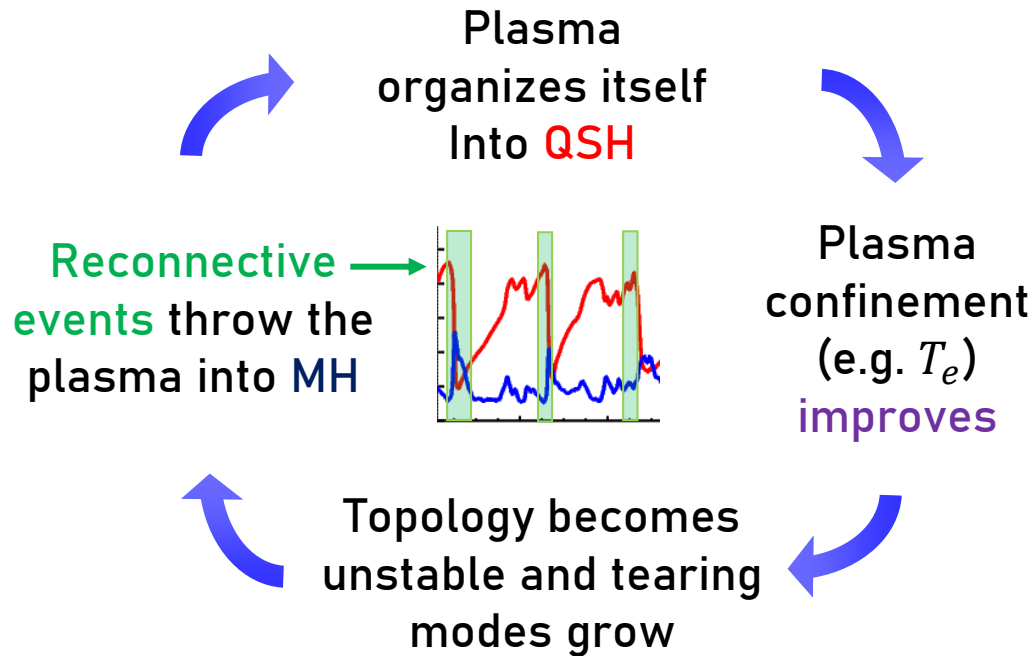 Plasma
organizes itself
Into QSH
Plasma
confinement
(e.g. Tₑ)
improves
Topology becomes
unstable and tearing
modes grow
Reconnective
events throw the
plasma into MH